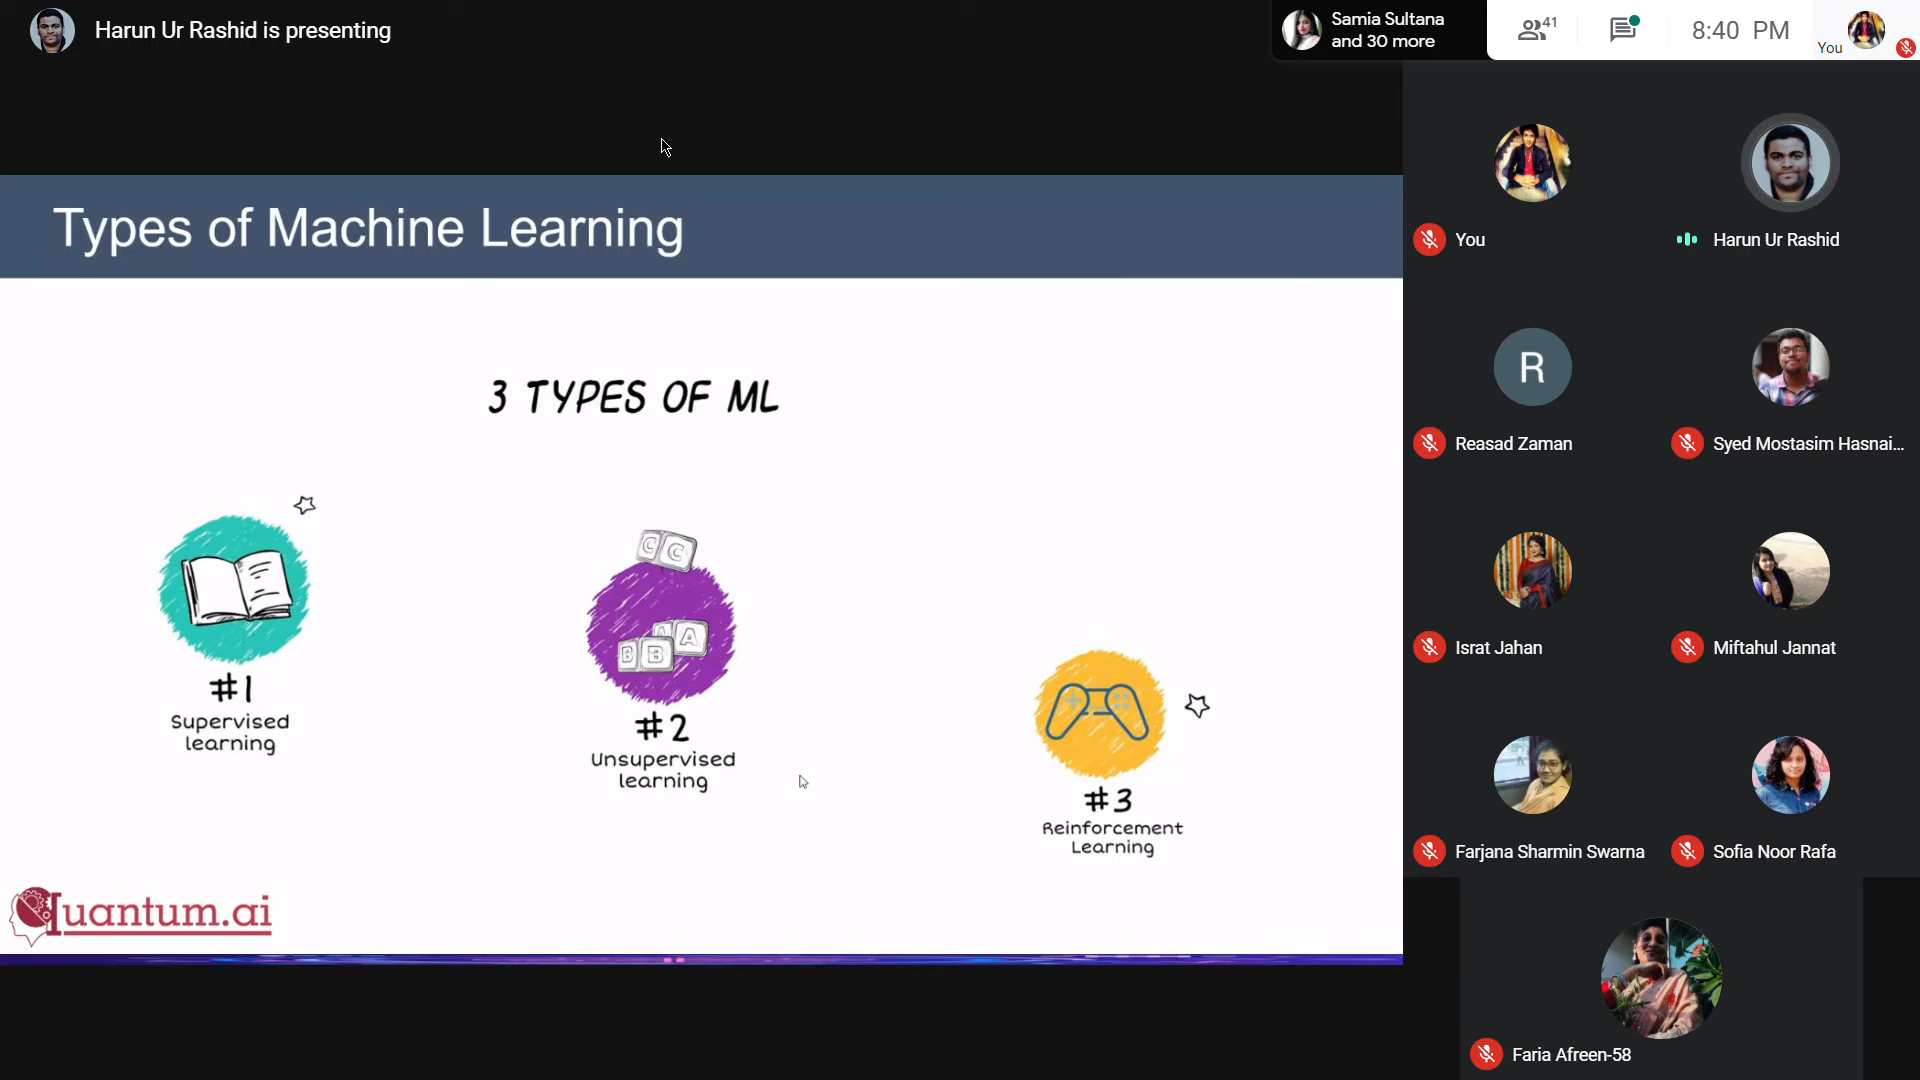 Harun Ur Rashid is presenting
Samia Sultana
and 30 more
41
8:40 PM
You
Types of Machine Learning
3 TYPES OF ML
#1
Supervised
learning
C C
A A
B B
#2
Unsupervised
learning
#3
Reinforcement
Learning
Quantum.ai
You
Harun Ur Rashid
R
Reasad Zaman
Syed Mostasim Hasnai...
Israt Jahan
Miftahul Jannat
Farjana Sharmin Swarna
Sofia Noor Rafa
Faria Afreen-58